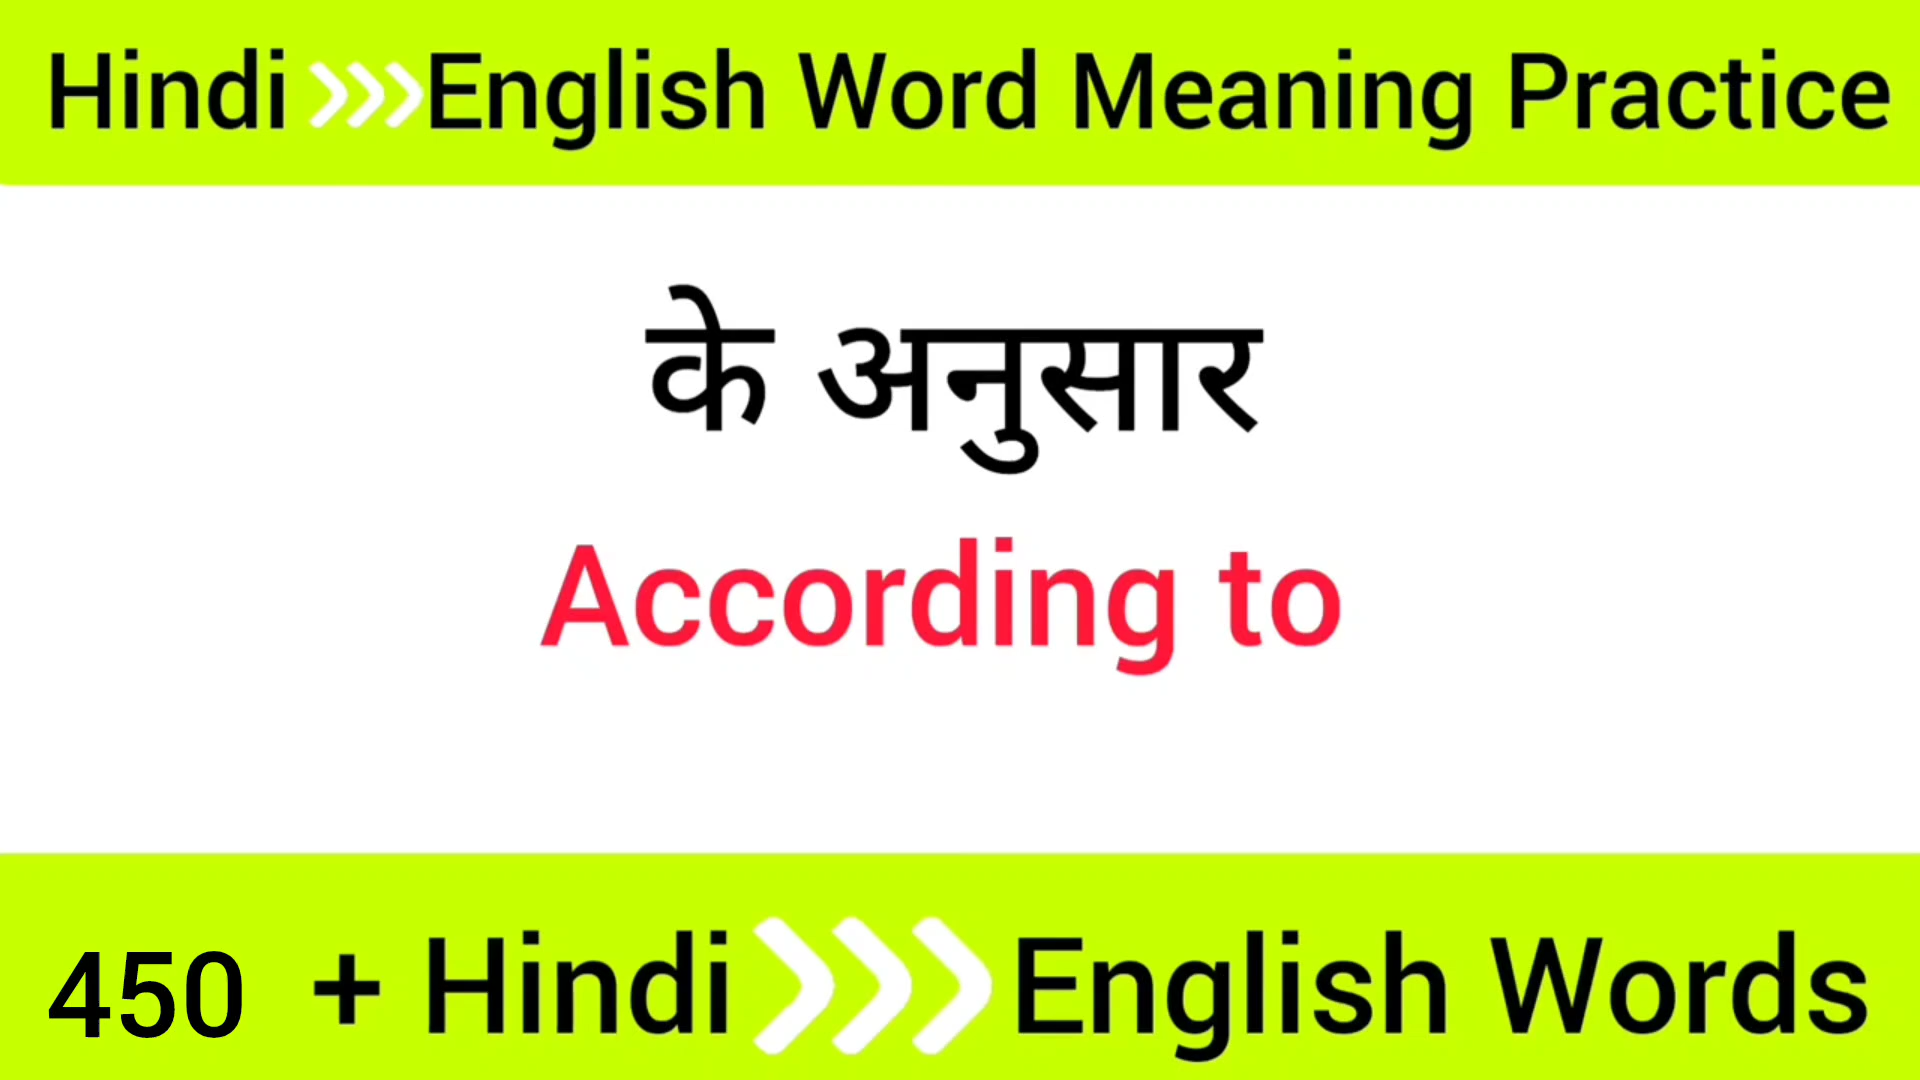 Hindi English Word Meaning Practice
के अनुसार
According to
450 + Hindi English Words